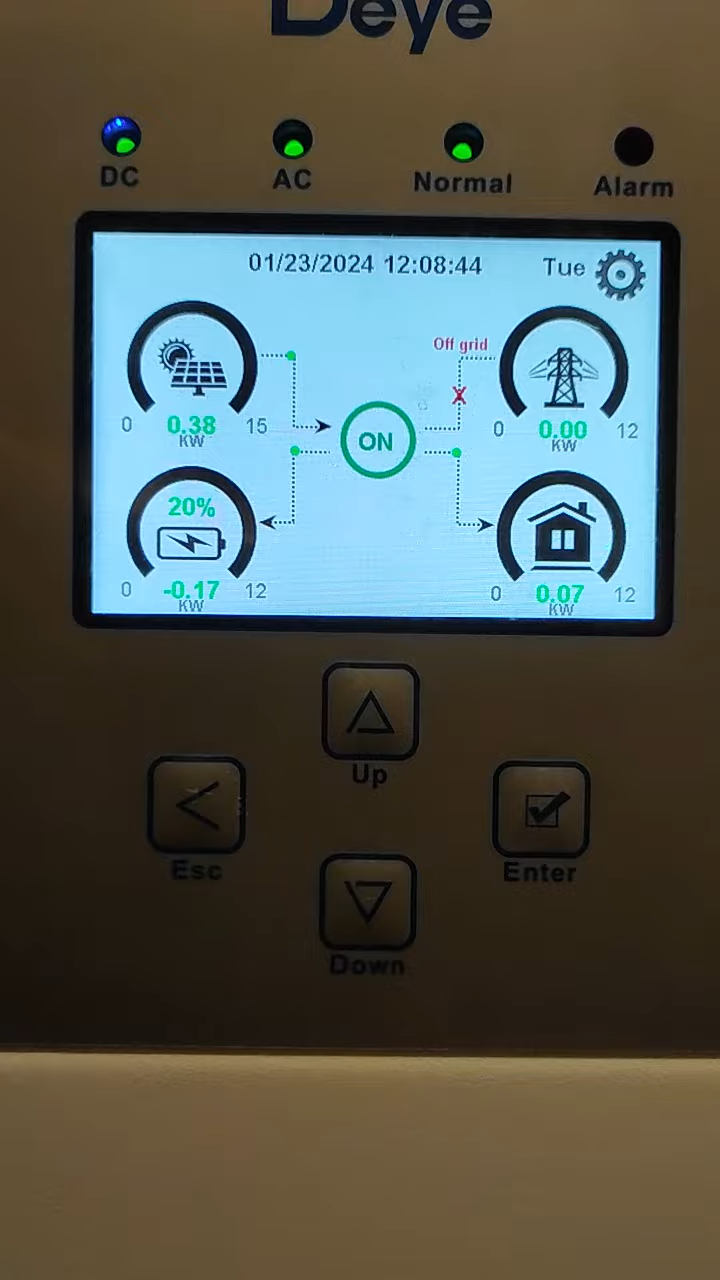 Deye
DC AC Normal Alarm
01/23/2024 12:08:44 Tue
Off grid
0 0.38 15
KW
0 0.00 12
KW
ON
20%
0 -0.17 12
KW
0 0.07 12
KW
Up
Esc
Enter
Down